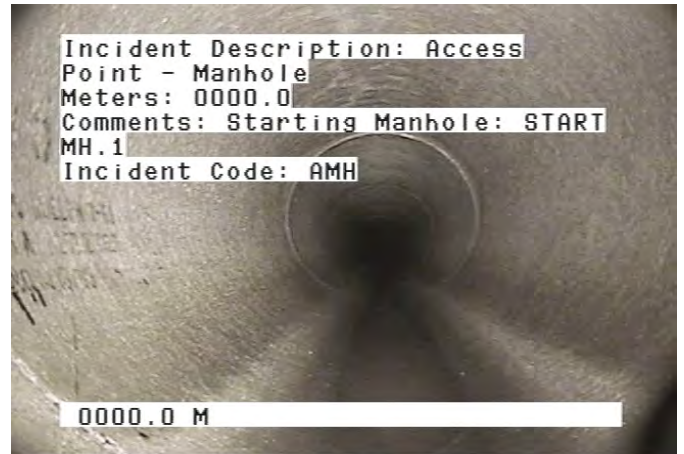 Incident Description: Access
Point - Manhole
Meters: 0000.0
Comments: Starting Manhole: START
MH.1
Incident Code: AMH
0000.0 M